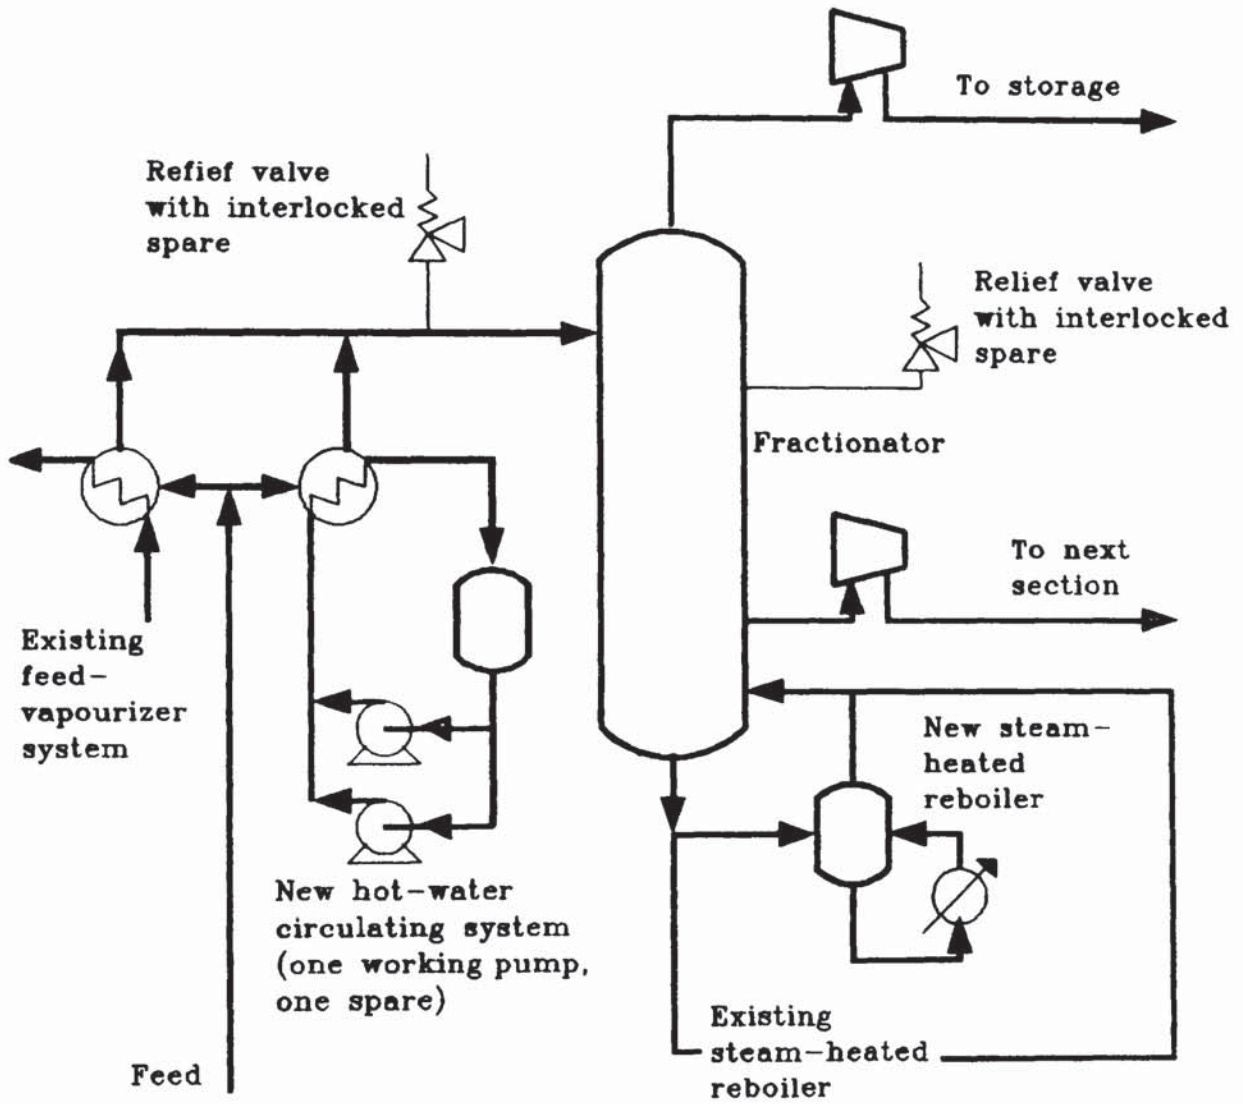 To storage
Refief valve
with interlocked
spare
Relief valve
with interlocked
spare
Fractionator
To next
section
Existing
feed-
vapourizer
system
New steam-
heated
reboiler
New hot-water
circulating system
(one working pump,
one spare)
Existing
steam-heated
reboiler
Feed